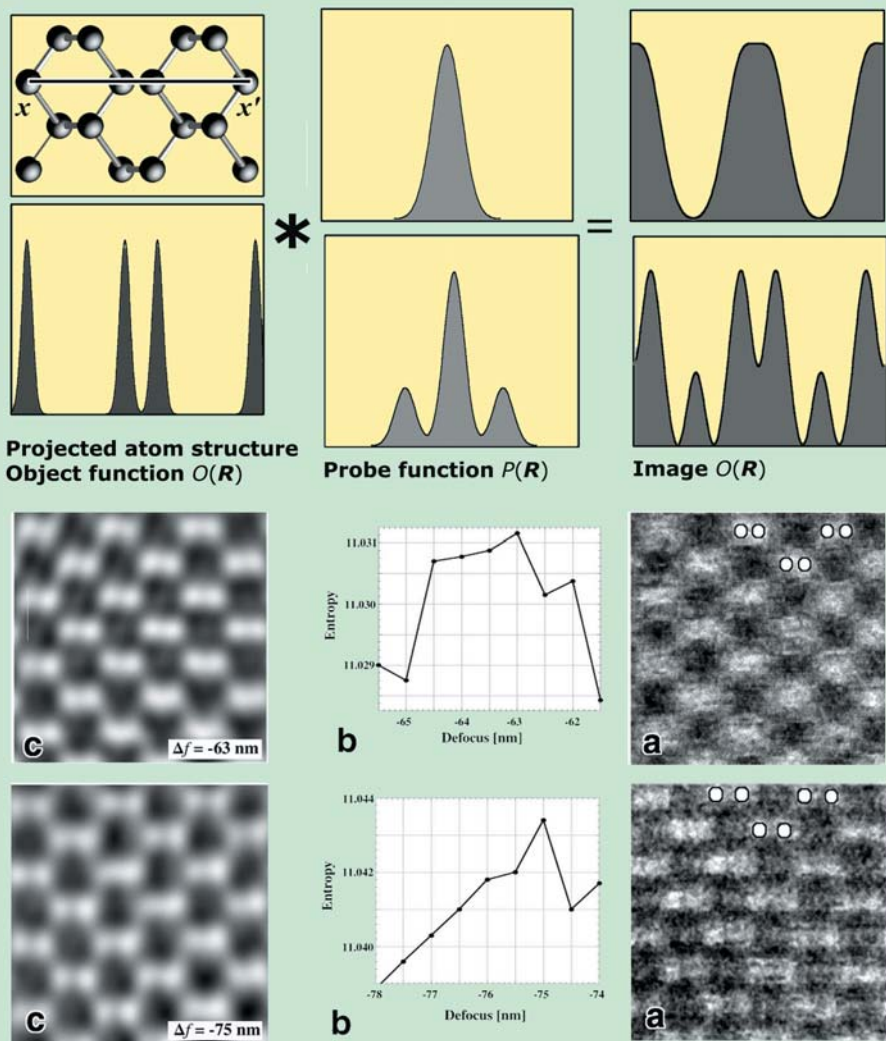 x
x'
*
=
Projected atom structure
Object function O(R)
Probe function P(R)
Image O(R)
c
Δf = -63 nm
11.031
11.030
11.029
Entropy
-65
-64
-63
-62
Defocus [nm]
b
a
c
Δf = -75 nm
11.044
11.042
11.040
Entropy
-78
-77
-76
-75
-74
Defocus [nm]
b
a